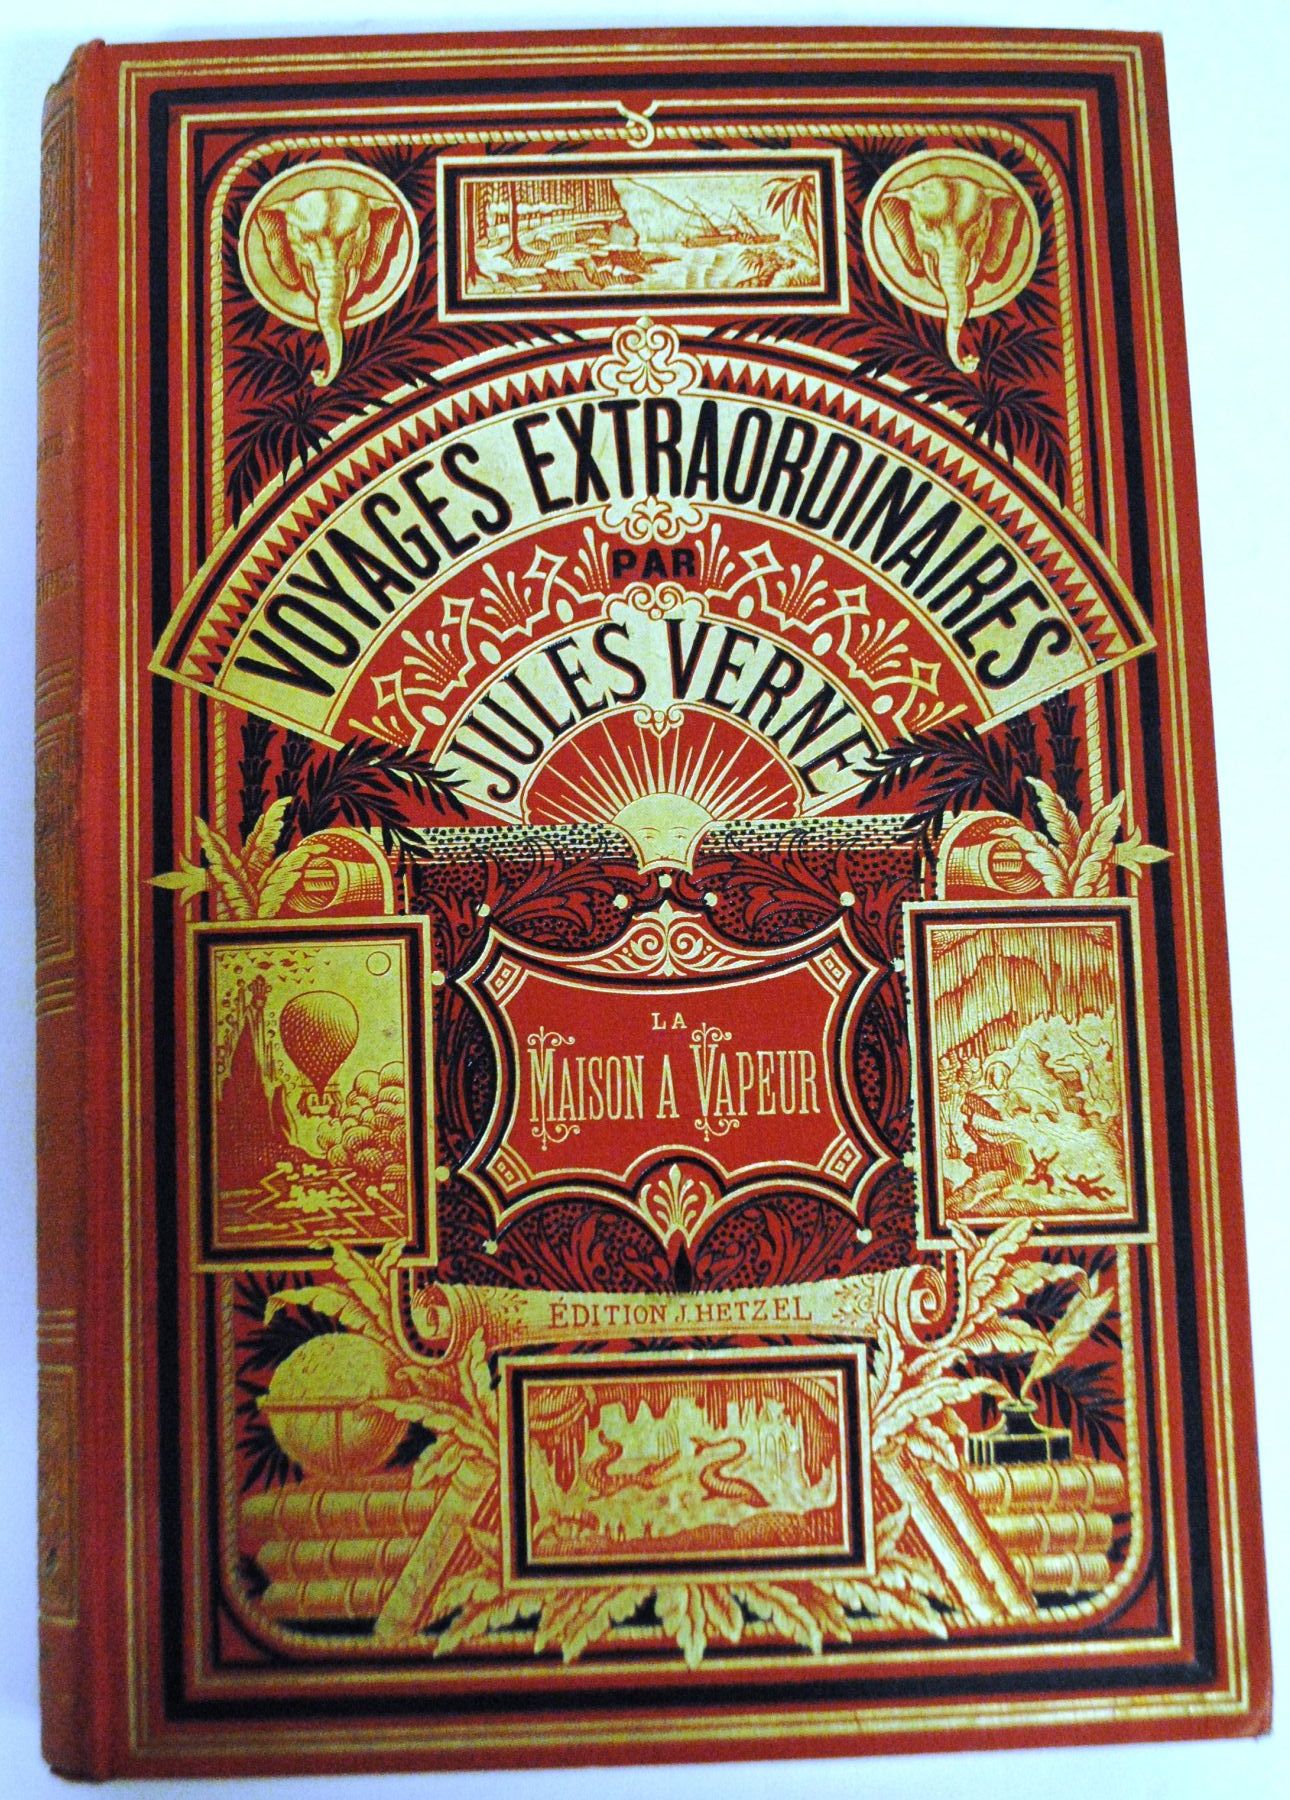 VOYAGES EXTRAORDINAIRES
PAR
JULES VERNE
LA
MAISON A VAPEUR
ÉDITION J. HETZEL